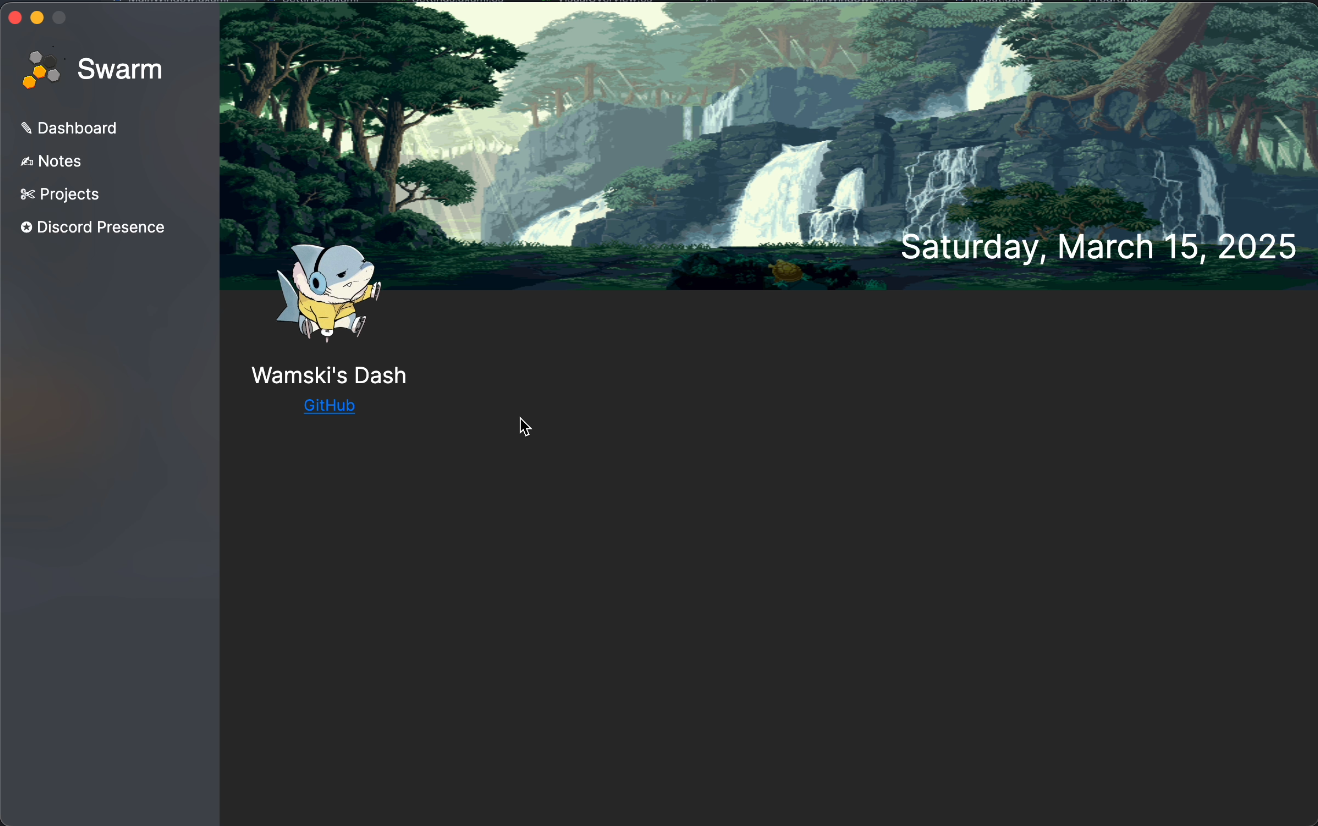 Swarm
Dashboard
Notes
Projects
Discord Presence
Saturday, March 15, 2025
Wamski's Dash
GitHub